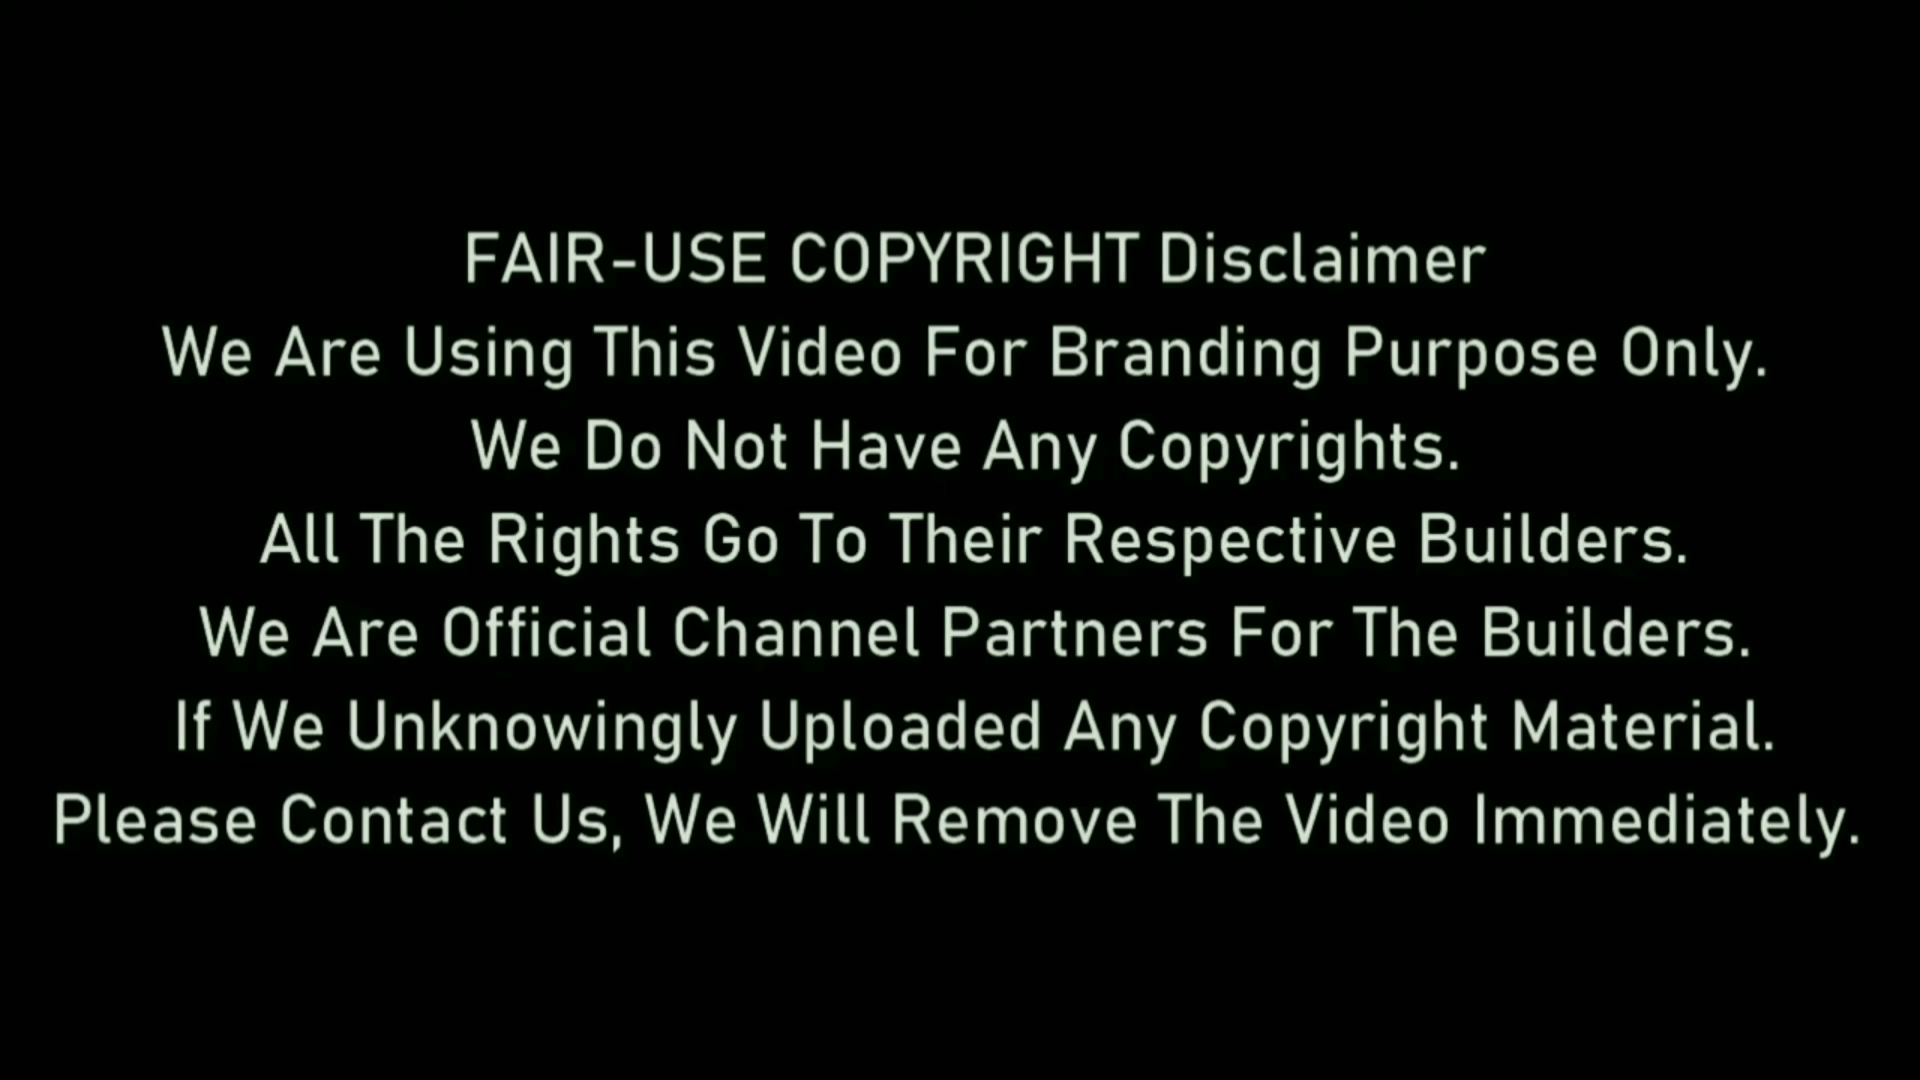 FAIR-USE COPYRIGHT Disclaimer
We Are Using This Video For Branding Purpose Only.
We Do Not Have Any Copyrights.
All The Rights Go To Their Respective Builders.
We Are Official Channel Partners For The Builders.
If We Unknowingly Uploaded Any Copyright Material.
Please Contact Us, We Will Remove The Video Immediately.